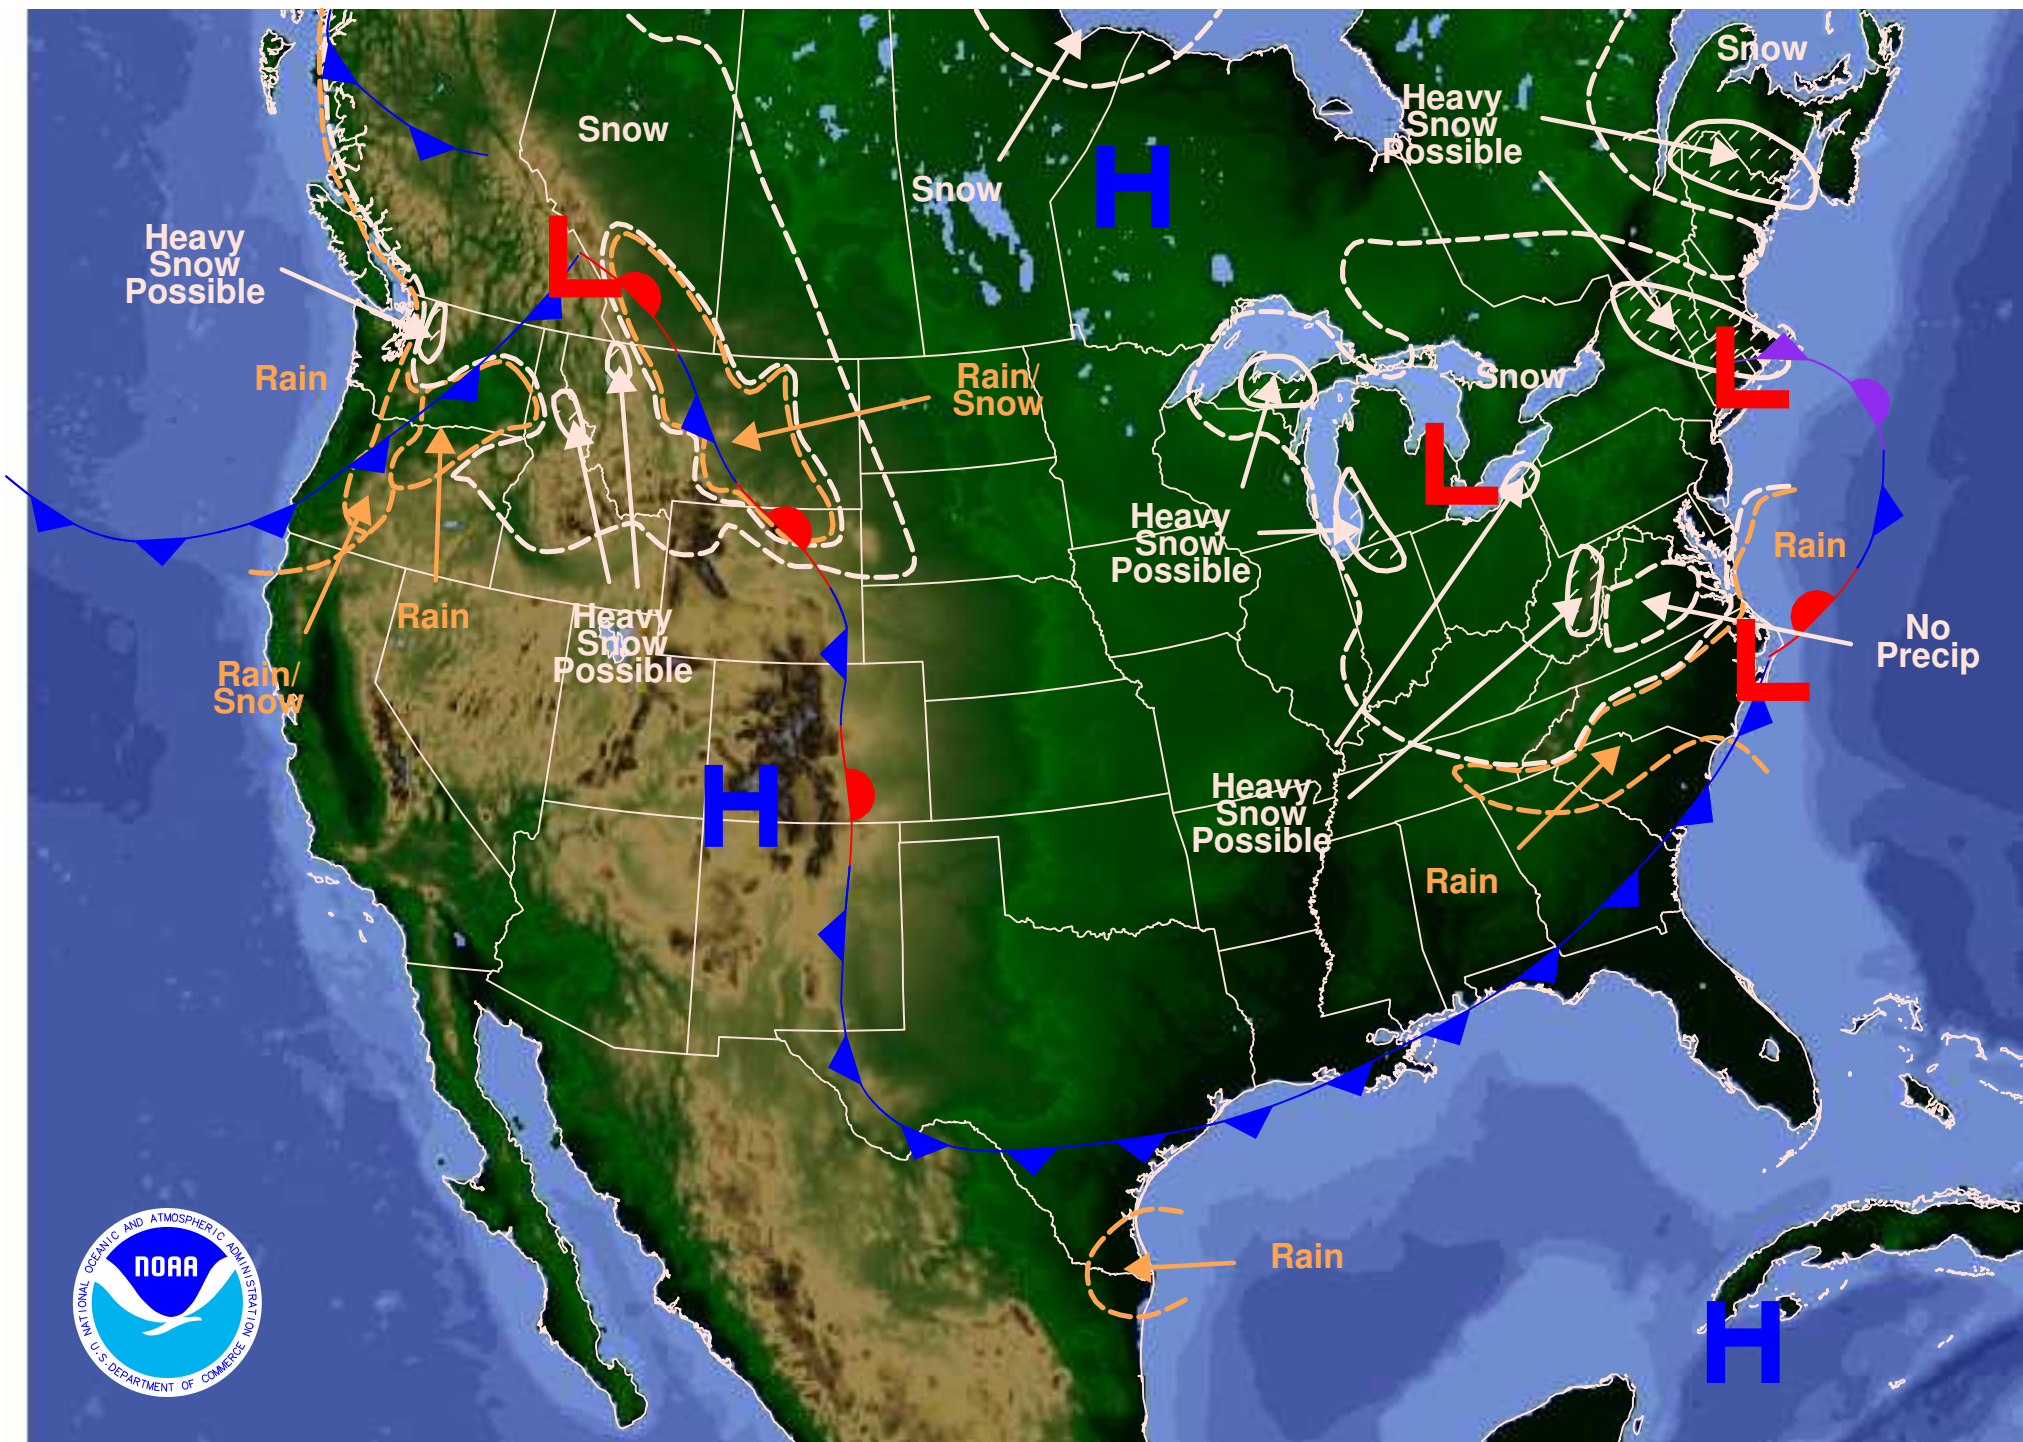 Snow
Snow
Heavy
Snow
Possible
Snow
H
Heavy
Snow
Possible
L
Rain
Rain/
Snow
Snow
L
L
Heavy
Snow
Possible
Rain
Rain
Heavy
Snow
Possible
No
Precip
L
Rain/
Snow
H
Heavy
Snow
Possible
Rain
Rain
H
NATIONAL OCEANIC AND ATMOSPHERIC ADMINISTRATION
NOAA
U.S. DEPARTMENT OF COMMERCE